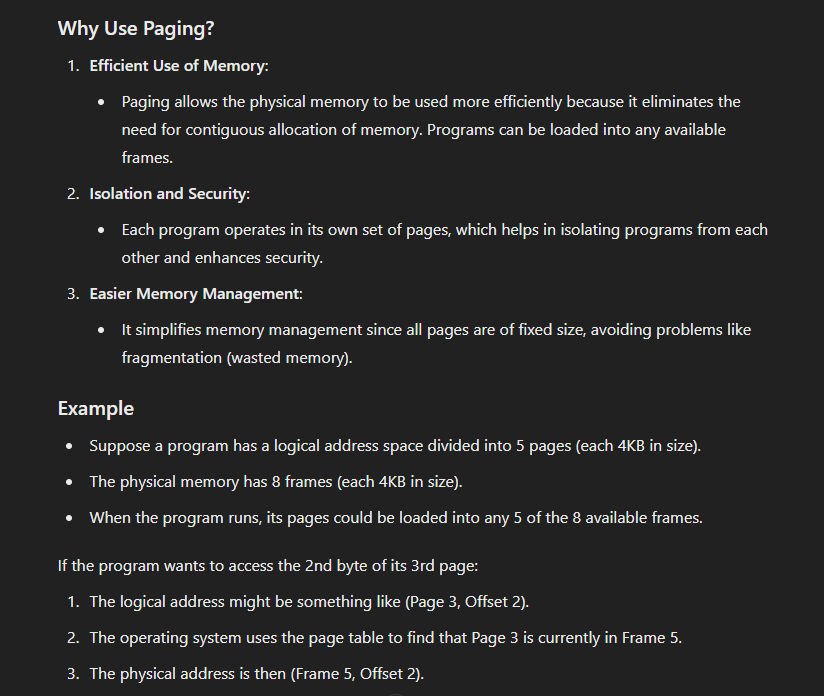 Why Use Paging?
1. Efficient Use of Memory:
• Paging allows the physical memory to be used more efficiently because it eliminates the
need for contiguous allocation of memory. Programs can be loaded into any available
frames.
2. Isolation and Security:
• Each program operates in its own set of pages, which helps in isolating programs from each
other and enhances security.
3. Easier Memory Management:
• It simplifies memory management since all pages are of fixed size, avoiding problems like
fragmentation (wasted memory).
Example
• Suppose a program has a logical address space divided into 5 pages (each 4KB in size).
• The physical memory has 8 frames (each 4KB in size).
• When the program runs, its pages could be loaded into any 5 of the 8 available frames.
If the program wants to access the 2nd byte of its 3rd page:
1. The logical address might be something like (Page 3, Offset 2).
2. The operating system uses the page table to find that Page 3 is currently in Frame 5.
3. The physical address is then (Frame 5, Offset 2).